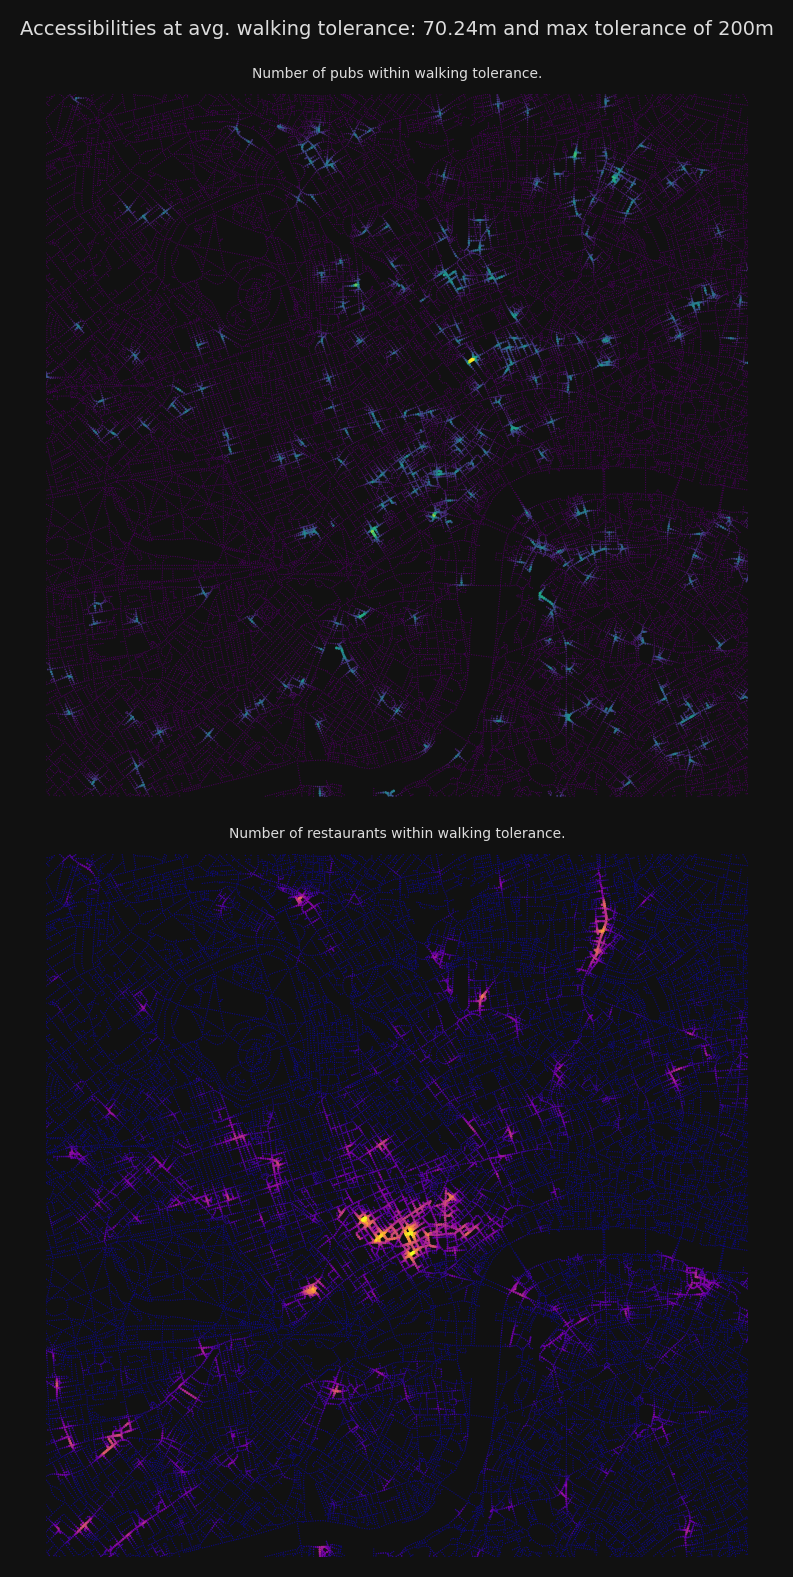 Accessibilities at avg. walking tolerance: 70.24m and max tolerance of 200m
Number of pubs within walking tolerance.
Number of restaurants within walking tolerance.